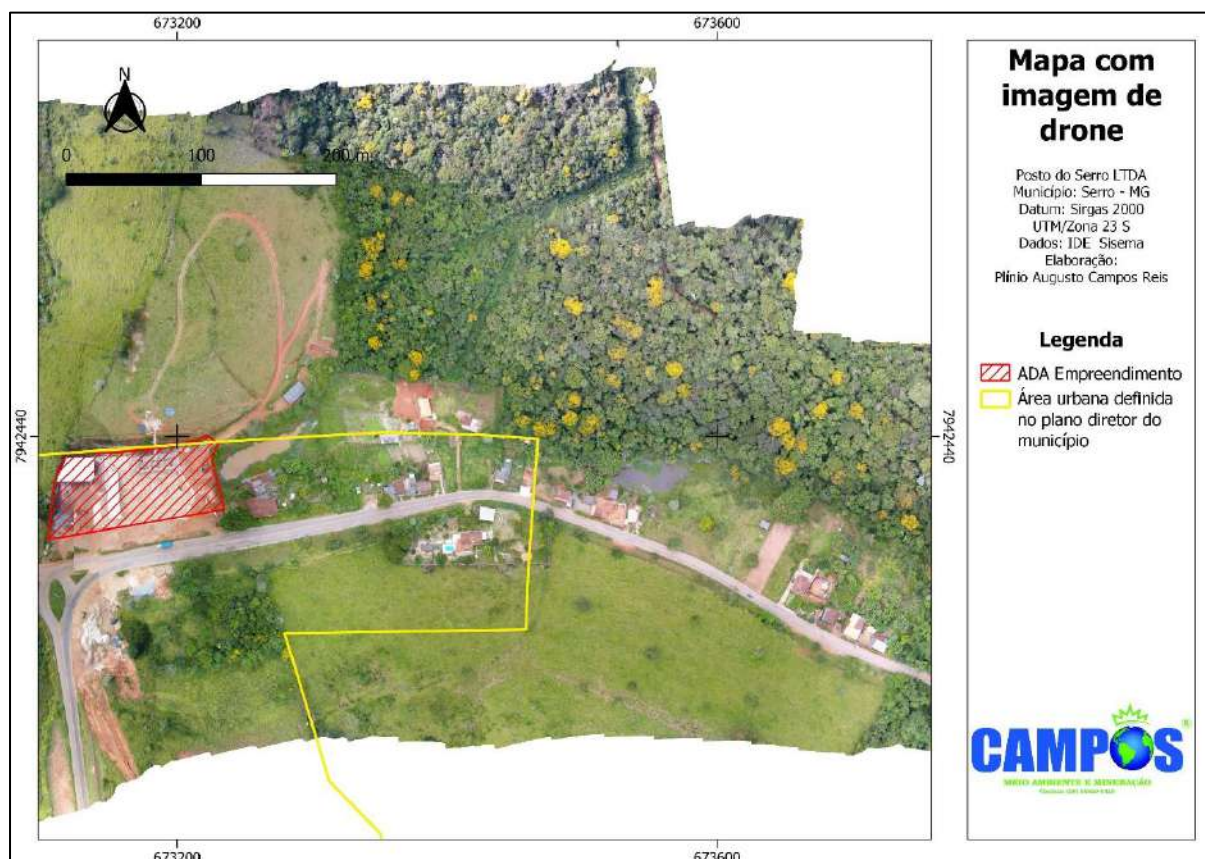 673200
673600
N
0
100
200 m
7942440
7942440
673200
673600
Mapa com
imagem de
drone
Posto do Serro LTDA
Município: Serro - MG
Datum: Sirgas 2000
UTM/Zona 23 S
Dados: IDE Sisema
Elaboração:
Plínio Augusto Campos Reis
Legenda
ADA Empreendimento
Área urbana definida
no plano diretor do
município
CAMPOS
®
MEIO AMBIENTE E MINERAÇÃO